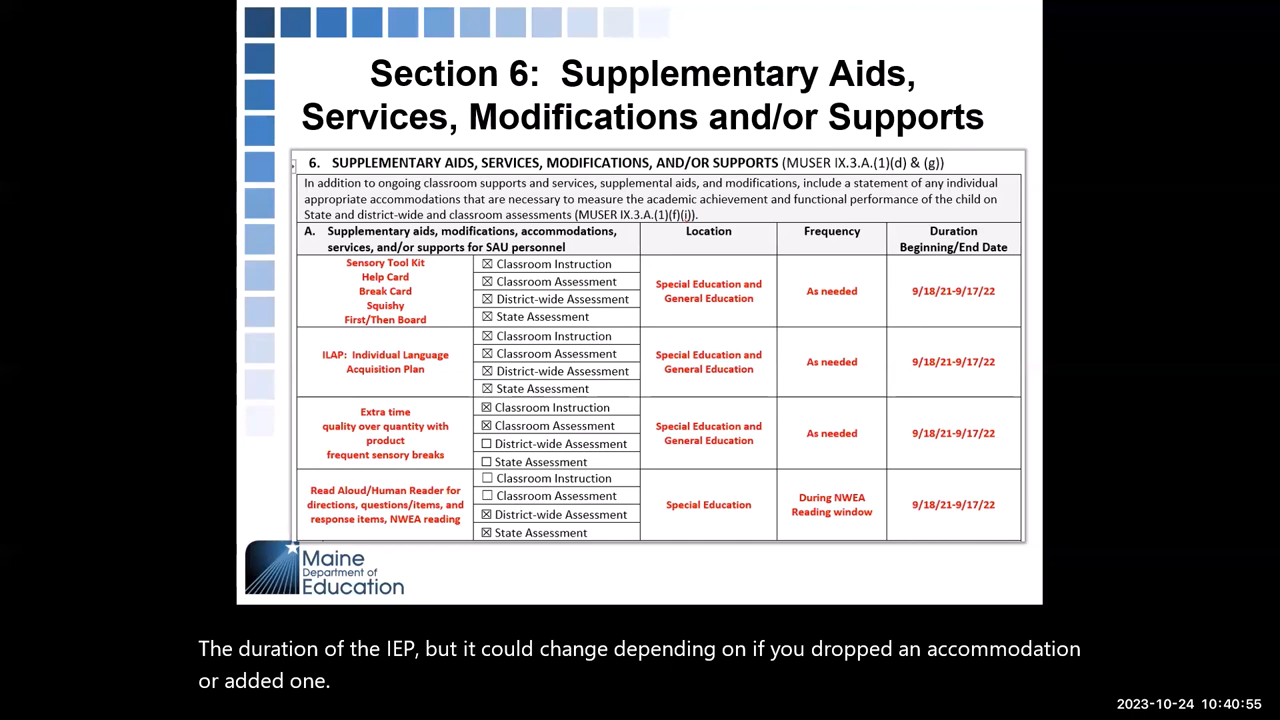 Section 6: Supplementary Aids,
Services, Modifications and/or Supports
6. SUPPLEMENTARY AIDS, SERVICES, MODIFICATIONS, AND/OR SUPPORTS (MUSER IX.3.A.(1)(d) & (g))
In addition to ongoing classroom supports and services, supplemental aids, and modifications, include a statement of any individual
appropriate accommodations that are necessary to measure the academic achievement and functional performance of the child on
State and district-wide and classroom assessments (MUSER IX.3.A.(1)(f)(i)).
A. Supplementary aids, modifications, accommodations,
services, and/or supports for SAU personnel
Location
Frequency
Duration
Beginning/End Date
Sensory Tool Kit
Help Card
Break Card
Squishy
First/Then Board
☒ Classroom Instruction
☒ Classroom Assessment
☒ District-wide Assessment
☒ State Assessment
Special Education and
General Education
As needed
9/18/21-9/17/22
ILAP: Individual Language
Acquisition Plan
☒ Classroom Instruction
☒ Classroom Assessment
☒ District-wide Assessment
☒ State Assessment
Special Education and
General Education
As needed
9/18/21-9/17/22
Extra time
quality over quantity with
product
frequent sensory breaks
☒ Classroom Instruction
☒ Classroom Assessment
☐ District-wide Assessment
☐ State Assessment
Special Education and
General Education
As needed
9/18/21-9/17/22
Read Aloud/Human Reader for
directions, questions/items, and
response items, NWEA reading
☐ Classroom Instruction
☐ Classroom Assessment
☒ District-wide Assessment
☒ State Assessment
Special Education
During NWEA
Reading window
9/18/21-9/17/22
Maine
Department of
Education
The duration of the IEP, but it could change depending on if you dropped an accommodation
or added one.
2023-10-24 10:40:55